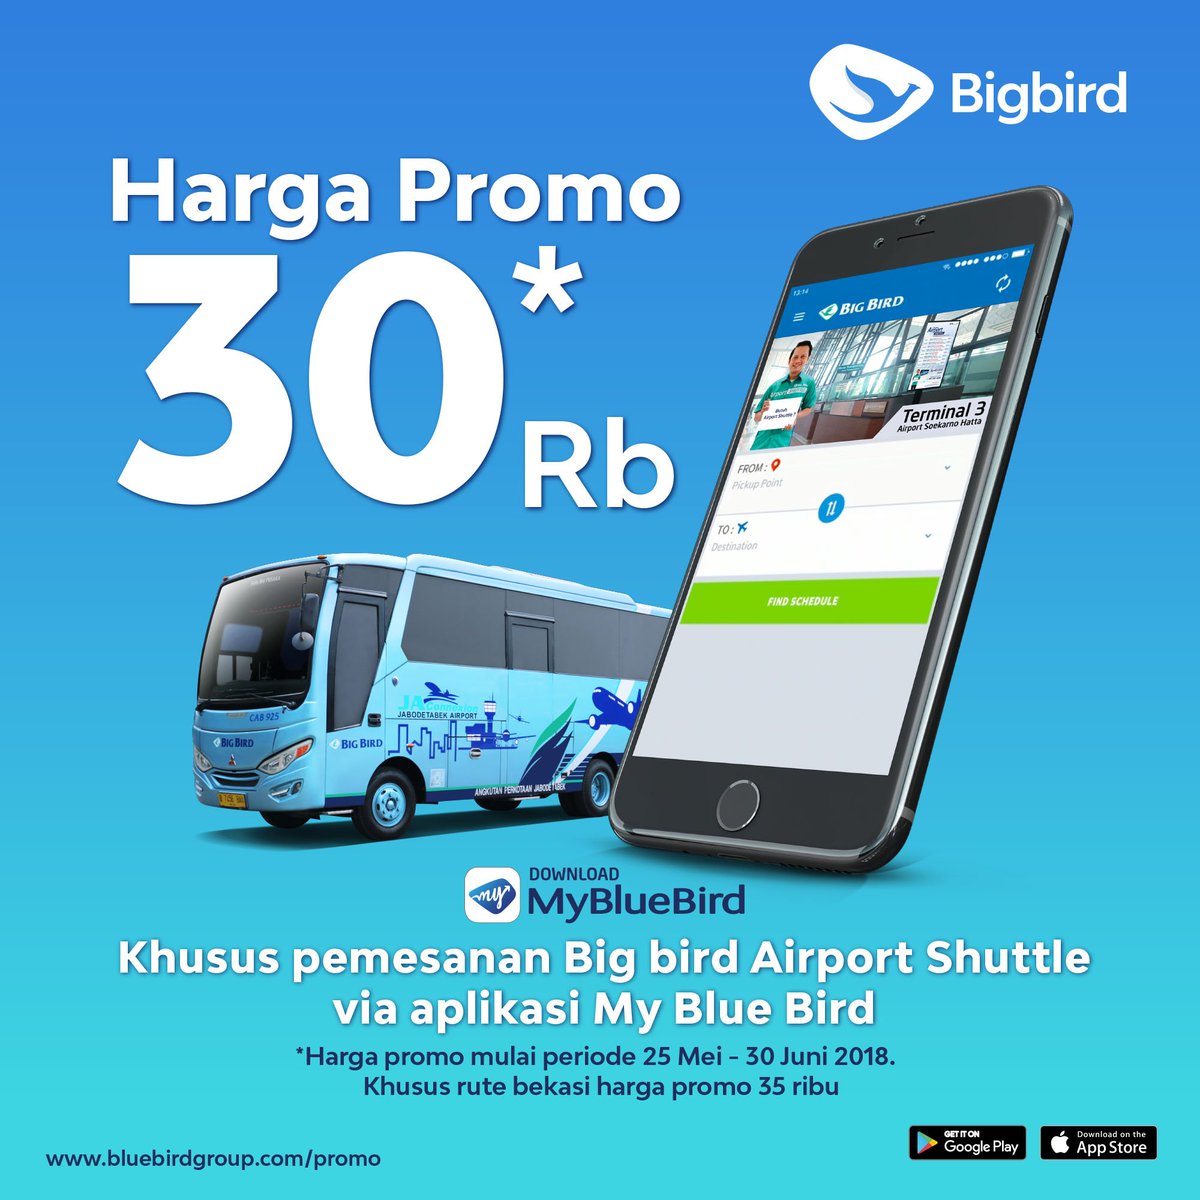 Bigbird
Harga Promo
30*
Rb
13:14
BIG BIRD
Butuh
Airport Shuttle ?
Terminal 3
Airport Soekarno Hatta
FROM :
Pickup Point
TO :
Destination
FIND SCHEDULE
CAB 925
BIG BIRD
JA Connexion
JABODETABEK AIRPORT
BIG BIRD
ANGKUTAN PERKOTAAN JABODETABEK
my
DOWNLOAD
MyBlueBird
Khusus pemesanan Big bird Airport Shuttle
via aplikasi My Blue Bird
*Harga promo mulai periode 25 Mei - 30 Juni 2018.
Khusus rute bekasi harga promo 35 ribu
www.bluebirdgroup.com/promo
GET IT ON
Google Play
Download on the
App Store